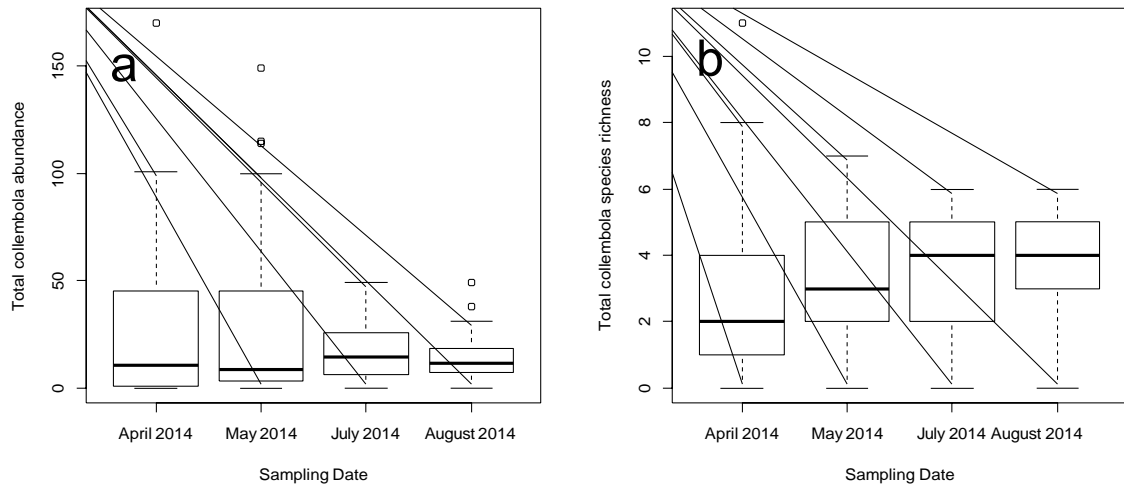 a
Total collembola abundance
150
100
50
0
April 2014 May 2014 July 2014 August 2014
Sampling Date
b
Total collembola species richness
10
8
6
4
2
0
April 2014 May 2014 July 2014 August 2014
Sampling Date